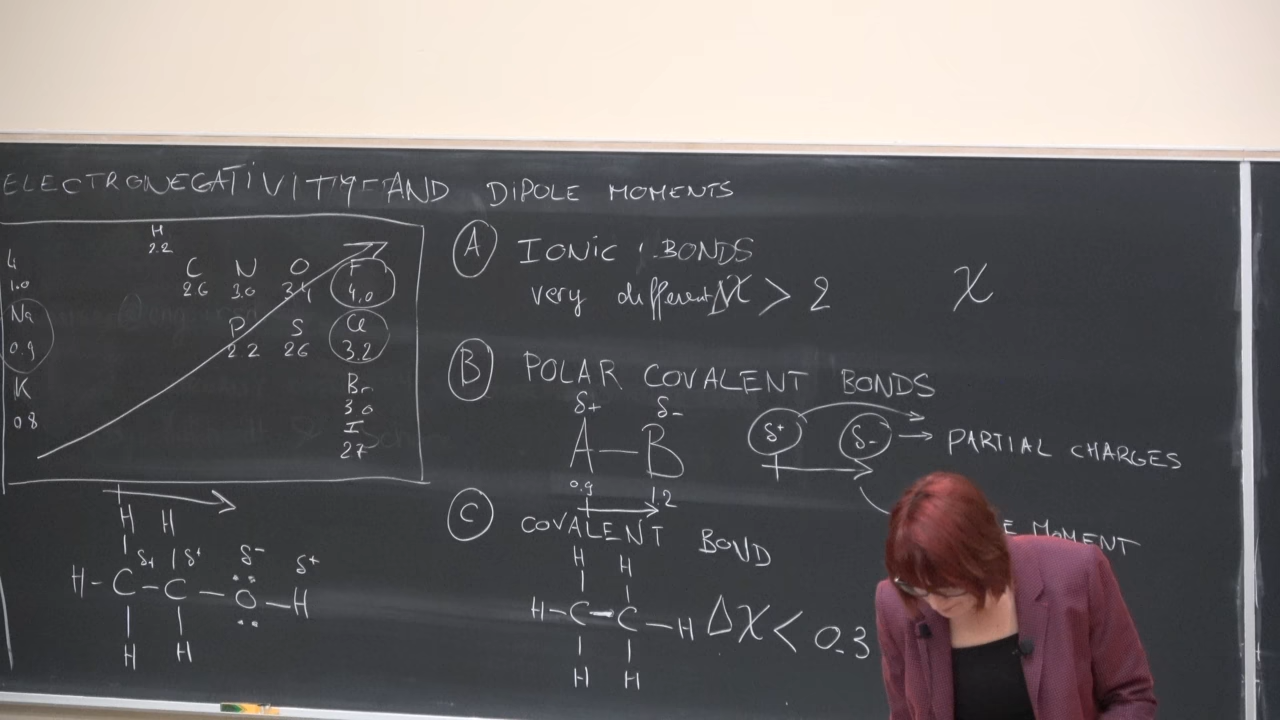 ELECTRONEGATIVITY AND DIPOLE MOMENTS
H
2.2
C N O F
2.6 3.0 3.4 4.0
1.0
Na
0.9
P S Cl
2.2 2.6 3.2
K
0.8
Br
3.0
I
2.7
H H
δ+ δ+ δ- δ+
H-C-C-O-H
H H
A IONIC BONDS
very different Δχ > 2
χ
B POLAR COVALENT BONDS
δ+ δ-
A-B
0.9 1.2
δ+ δ- → PARTIAL CHARGES
MOMENT
C COVALENT BOND
H H
H-C-C-H Δχ < 0.3
H H